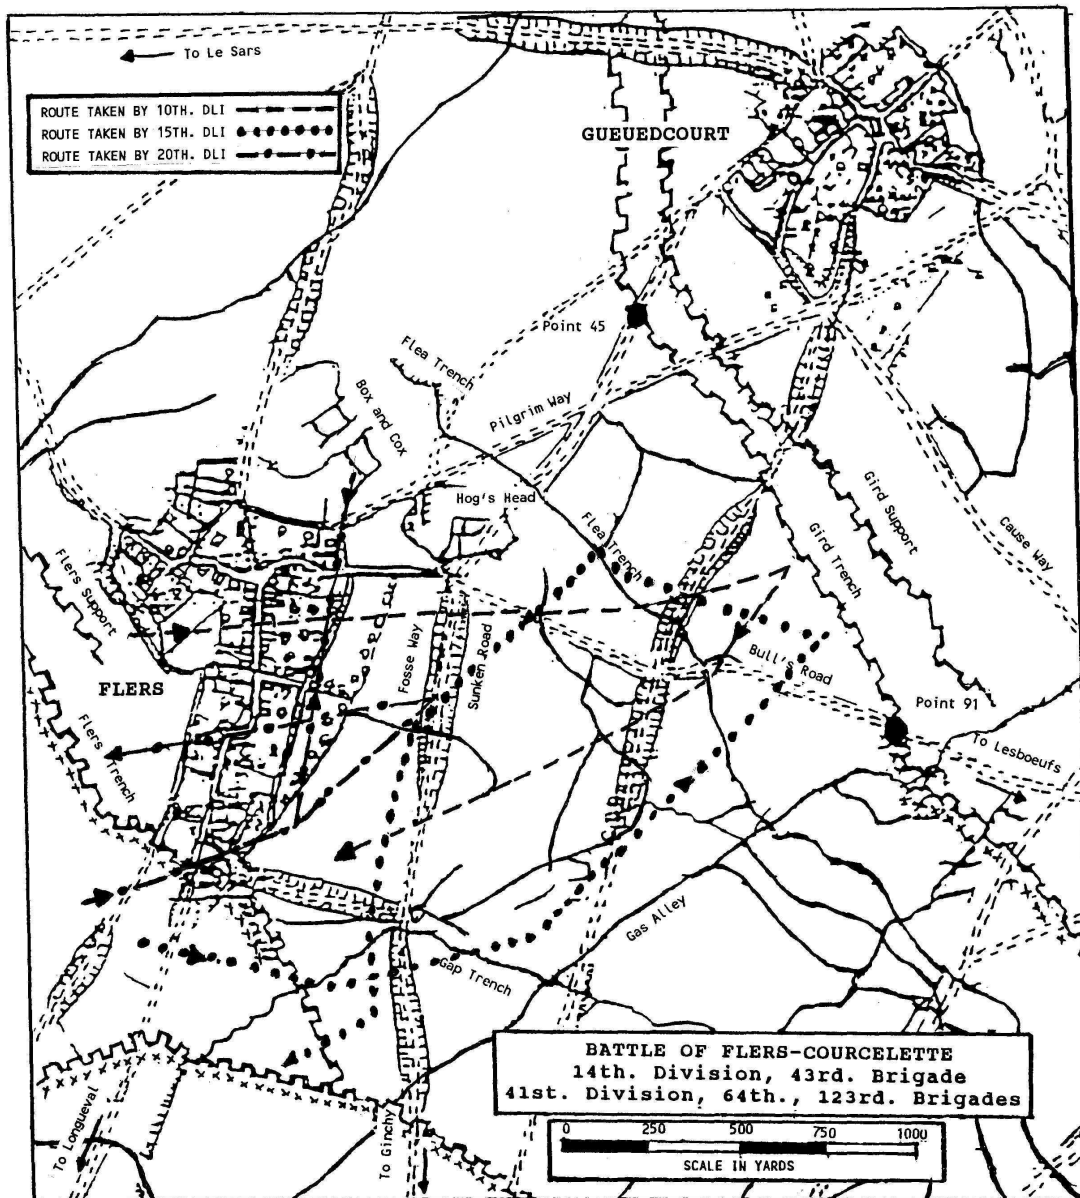 To Le Sars
ROUTE TAKEN BY 10TH. DLI
ROUTE TAKEN BY 15TH. DLI
ROUTE TAKEN BY 20TH. DLI
GUEUEDCOURT
Point 45
Flea Trench
Box and Cox
Pilgrim Way
Hog's Head
Gird Support
Cause Way
Flea Trench
Gird Trench
Flers Support
Fosse Way
Sunken Road
Bull's Road
FLERS
Point 91
Flers Trench
To Lesboeufs
Gas Alley
Gap Trench
BATTLE OF FLERS-COURCELETTE
14th. Division, 43rd. Brigade
41st. Division, 64th., 123rd. Brigades
To Longueval
To Ginchy
0 250 500 750 1000
SCALE IN YARDS